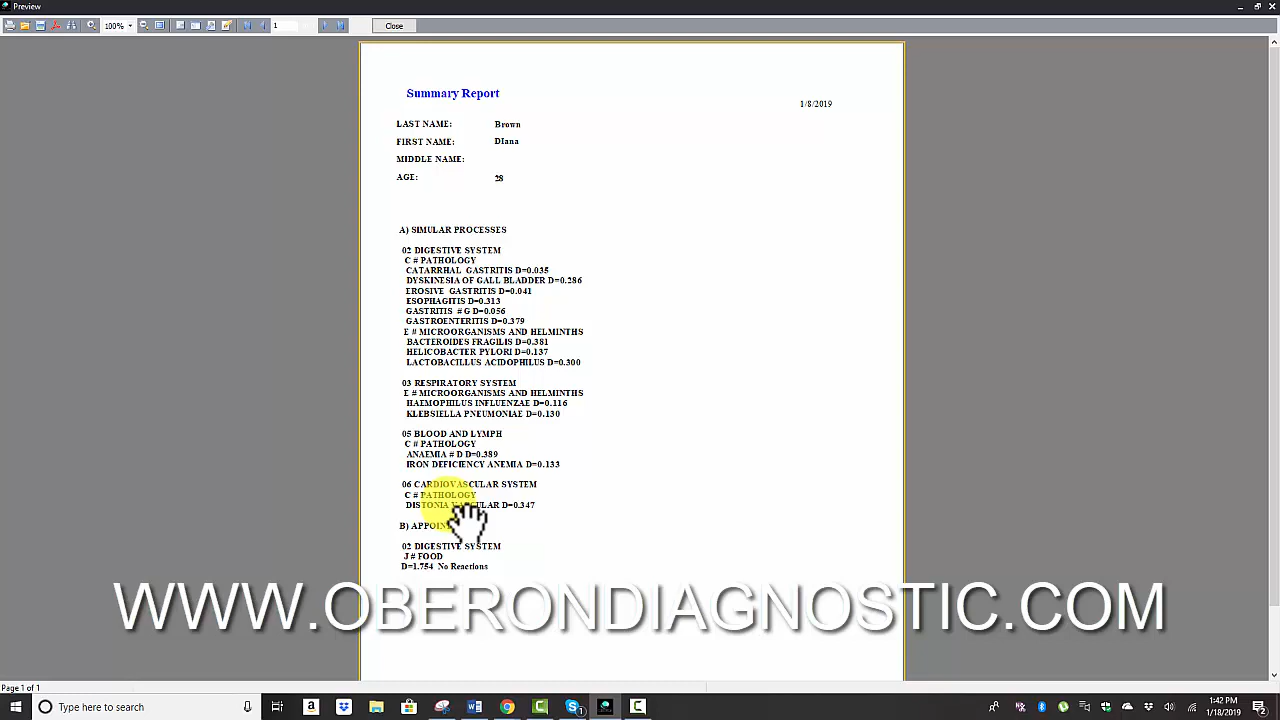 Preview
100%
1
Close
Summary Report
1/8/2019
LAST NAME: Brown
FIRST NAME: DIana
MIDDLE NAME:
AGE: 28
A) SIMULAR PROCESSES
02 DIGESTIVE SYSTEM
C # PATHOLOGY
CATARRHAL GASTRITIS D=0.035
DYSKINESIA OF GALL BLADDER D=0.286
EROSIVE GASTRITIS D=0.041
ESOPHAGITIS D=0.313
GASTRITIS # G D=0.056
GASTROENTERITIS D=0.379
E # MICROORGANISMS AND HELMINTHS
BACTEROIDES FRAGILIS D=0.381
HELICOBACTER PYLORI D=0.137
LACTOBACILLUS ACIDOPHILUS D=0.300
03 RESPIRATORY SYSTEM
E # MICROORGANISMS AND HELMINTHS
HAEMOPHILUS INFLUENZAE D=0.116
KLEBSIELLA PNEUMONIAE D=0.130
05 BLOOD AND LYMPH
C # PATHOLOGY
ANAEMIA # D D=0.389
IRON DEFICIENCY ANEMIA D=0.133
06 CARDIOVASCULAR SYSTEM
C # PATHOLOGY
DISTONIA VASCULAR D=0.347
B)
02 DIGESTIVE SYSTEM
J # FOOD
D=1.754 No Reactions
WWW.OBERONDIAGNOSTIC.COM
Page 1 of 1
Type here to search
1:42 PM
1/18/2019